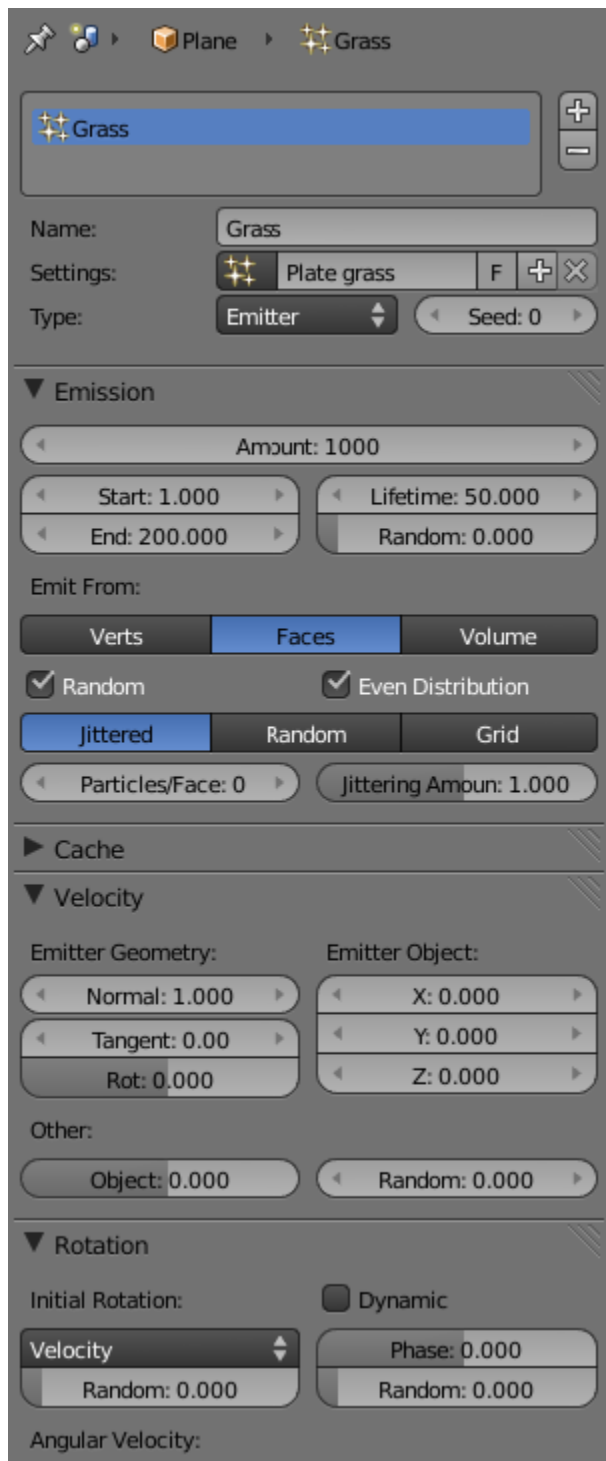 Plane Grass
Grass
Name: Grass
Settings: Plate grass F
Type: Emitter Seed: 0
Emission
Amount: 1000
Start: 1.000 Lifetime: 50.000
End: 200.000 Random: 0.000
Emit From:
Verts Faces Volume
Random Even Distribution
Jittered Random Grid
Particles/Face: 0 Jittering Amoun: 1.000
Cache
Velocity
Emitter Geometry: Emitter Object:
Normal: 1.000 X: 0.000
Tangent: 0.00 Y: 0.000
Rot: 0.000 Z: 0.000
Other:
Object: 0.000 Random: 0.000
Rotation
Initial Rotation: Dynamic
Velocity Phase: 0.000
Random: 0.000 Random: 0.000
Angular Velocity: